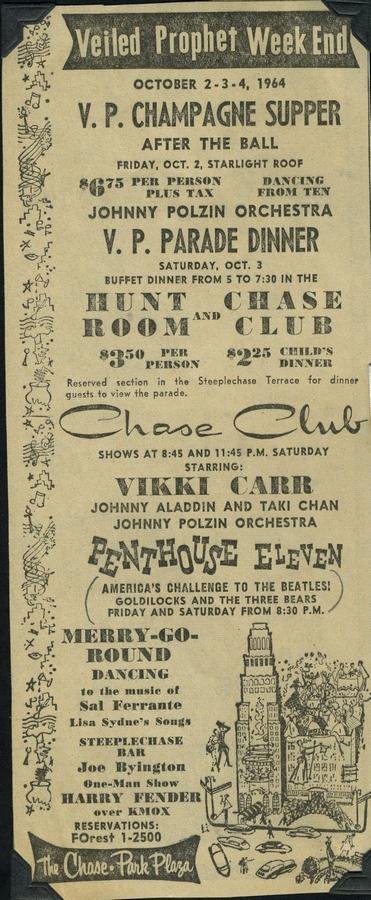 Veiled Prophet Week End
OCTOBER 2-3-4, 1964
V. P. CHAMPAGNE SUPPER
AFTER THE BALL
FRIDAY, OCT. 2, STARLIGHT ROOF
$6.75 PER PERSON PLUS TAX
DANCING FROM TEN
JOHNNY POLZIN ORCHESTRA
V. P. PARADE DINNER
SATURDAY, OCT. 3
BUFFET DINNER FROM 5 TO 7:30 IN THE
HUNT ROOM AND CHASE CLUB
$3.50 PER PERSON
$2.25 CHILD'S DINNER
Reserved section in the Steeplechase Terrace for dinner
guests to view the parade.
Chase Club
SHOWS AT 8:45 AND 11:45 P.M. SATURDAY
STARRING:
VIKKI CARR
JOHNNY ALADDIN AND TAKI CHAN
JOHNNY POLZIN ORCHESTRA
PENTHOUSE ELEVEN
(AMERICA'S CHALLENGE TO THE BEATLES!
GOLDILOCKS AND THE THREE BEARS
FRIDAY AND SATURDAY FROM 8:30 P.M.)
MERRY-GO-
ROUND
DANCING
to the music of
Sal Ferrante
Lisa Sydne's Songs
STEEPLECHASE
BAR
Joe Byington
One-Man Show
HARRY FENDER
over KMOX
RESERVATIONS:
FOrest 1-2500
The Chase-Park Plaza